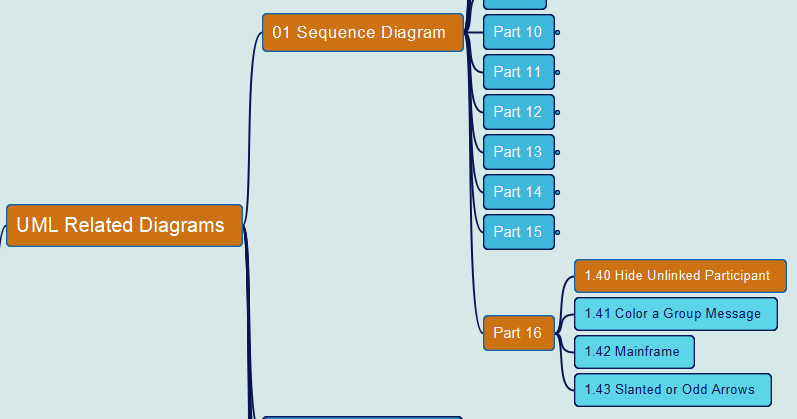 01 Sequence Diagram
Part 10
Part 11
Part 12
Part 13
Part 14
Part 15
UML Related Diagrams
1.40 Hide Unlinked Participant
1.41 Color a Group Message
Part 16
1.42 Mainframe
1.43 Slanted or Odd Arrows